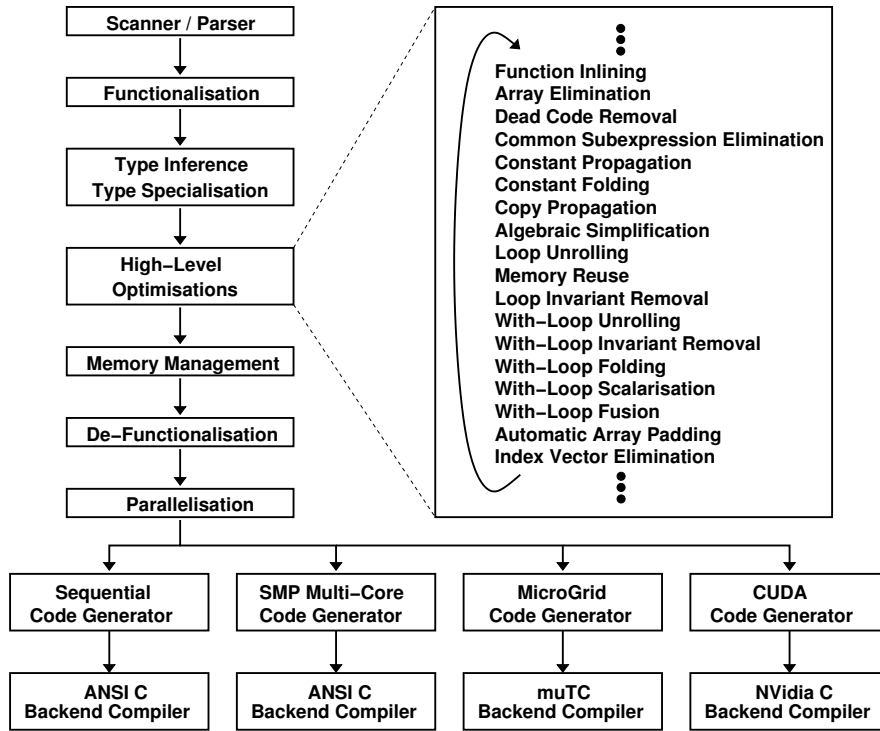 Scanner / Parser
Functionalisation
Type Inference
Type Specialisation
High−Level
Optimisations
Memory Management
De−Functionalisation
Parallelisation
Function Inlining
Array Elimination
Dead Code Removal
Common Subexpression Elimination
Constant Propagation
Constant Folding
Copy Propagation
Algebraic Simplification
Loop Unrolling
Memory Reuse
Loop Invariant Removal
With−Loop Unrolling
With−Loop Invariant Removal
With−Loop Folding
With−Loop Scalarisation
With−Loop Fusion
Automatic Array Padding
Index Vector Elimination
Sequential
Code Generator
SMP Multi−Core
Code Generator
MicroGrid
Code Generator
CUDA
Code Generator
ANSI C
Backend Compiler
ANSI C
Backend Compiler
muTC
Backend Compiler
NVidia C
Backend Compiler